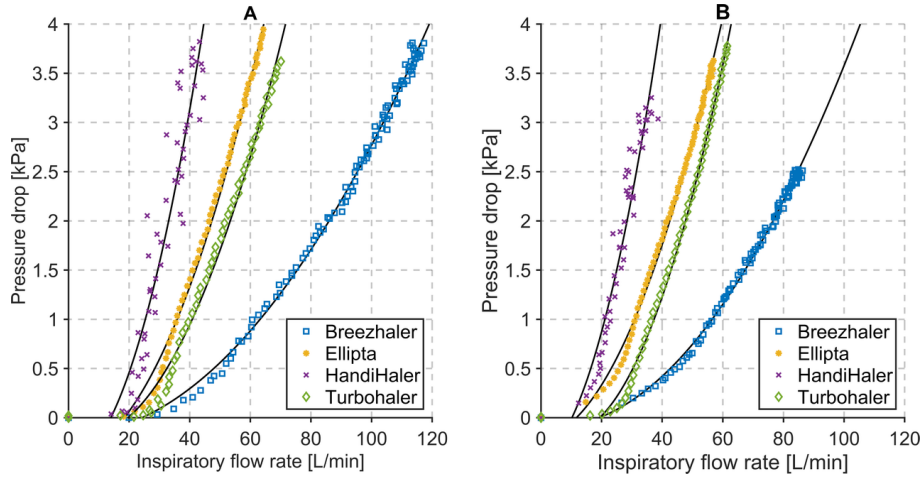 A
Pressure drop [kPa]
4
3.5
3
2.5
2
1.5
1
0.5
0
0 20 40 60 80 100 120
Inspiratory flow rate [L/min]
Breezhaler
Ellipta
HandiHaler
Turbohaler
B
Pressure drop [kPa]
4
3.5
3
2.5
2
1.5
1
0.5
0
0 20 40 60 80 100 120
Inspiratory flow rate [L/min]
Breezhaler
Ellipta
HandiHaler
Turbohaler